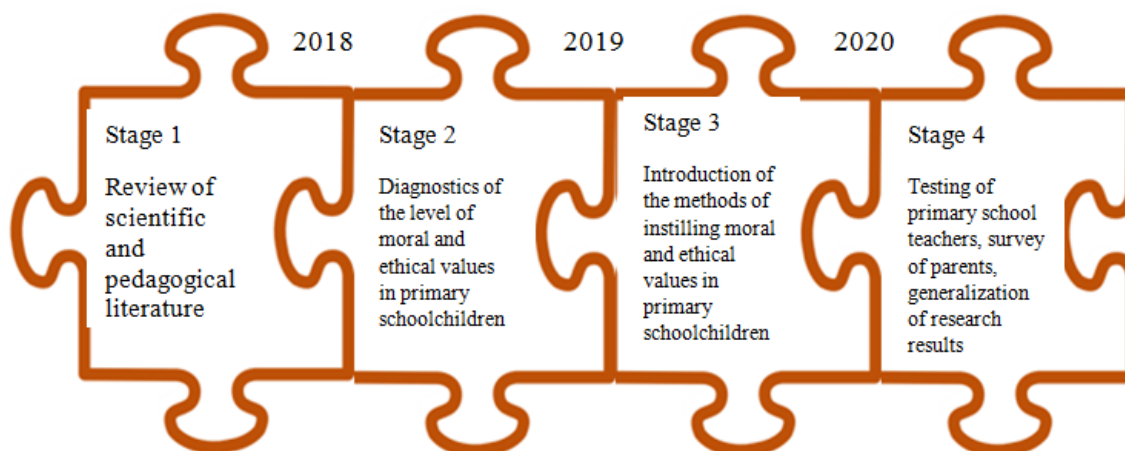 2018
2019
2020
Stage 1
Review of
scientific
and
pedagogical
literature
Stage 2
Diagnostics of
the level of
moral and
ethical values
in primary
schoolchildren
Stage 3
Introduction of
the methods of
instilling moral
and ethical
values in
primary
schoolchildren
Stage 4
Testing of
primary school
teachers, survey
of parents,
generalization
of research
results